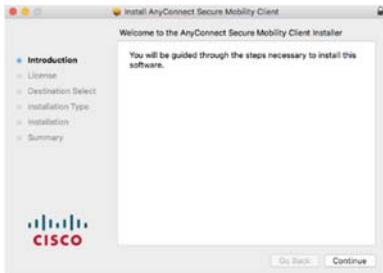 Install AnyConnect Secure Mobility Client
Welcome to the AnyConnect Secure Mobility Client Installer
Introduction
License
Destination Select
Installation Type
Installation
Summary
You will be guided through the steps necessary to install this
software.
CISCO
Go Back
Continue